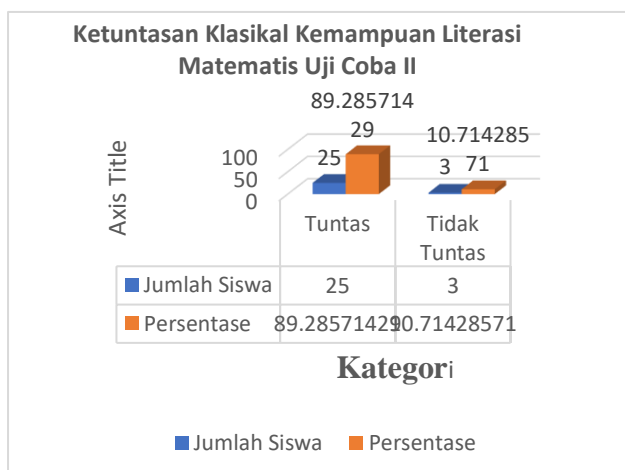 Ketuntasan Klasikal Kemampuan Literasi
Matematis Uji Coba II
Axis Title
100
50
0
89.285714
29
25
10.714285
71
3
Tuntas
Tidak
Tuntas
Jumlah Siswa 25 3
Persentase 89.28571429 10.71428571
Kategori
Jumlah Siswa Persentase